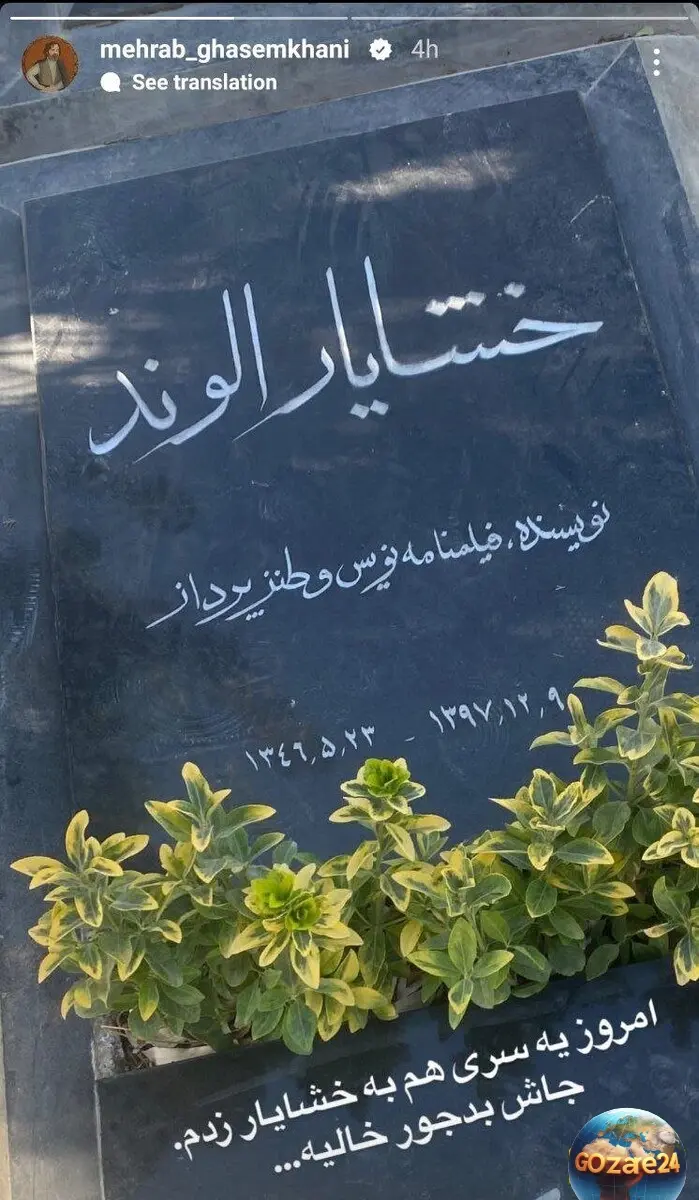 mehrab_ghasemkhani 4h
See translation
خشایار الوند
نویسنده، فیلمنامه نویس و طنزپرداز
۱۳۴۶٫۵٫۲۳ - ۱۳۹۷٫۱۲٫۹
امروز یه سری هم به خشایار زدم.
جاش بدجور خالیه...
GOzare24